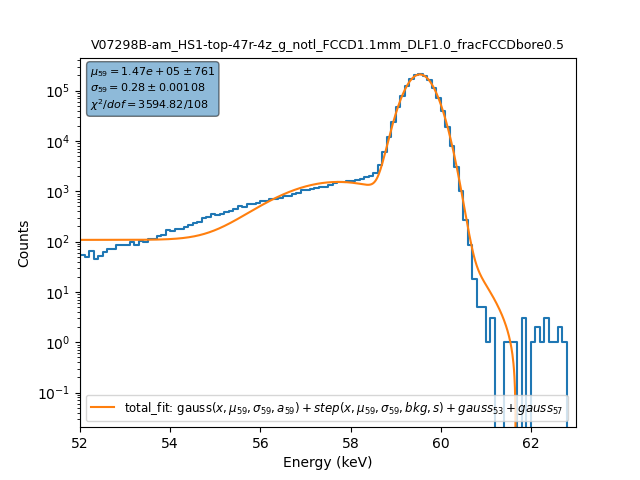 V07298B-am_HS1-top-47r-4z_g_notl_FCCD1.1mm_DLF1.0_fracFCCDbore0.5
μ₅₉ = 1.47e + 05 ± 761
σ₅₉ = 0.28 ± 0.00108
χ²/dof = 3594.82/108
10⁵
10⁴
10³
10²
10¹
10⁰
10⁻¹
Counts
total_fit: gauss(x, μ₅₉, σ₅₉, a₅₉) + step(x, μ₅₉, σ₅₉, bkg, s) + gauss₅₃ + gauss₅₇
52 54 56 58 60 62
Energy (keV)